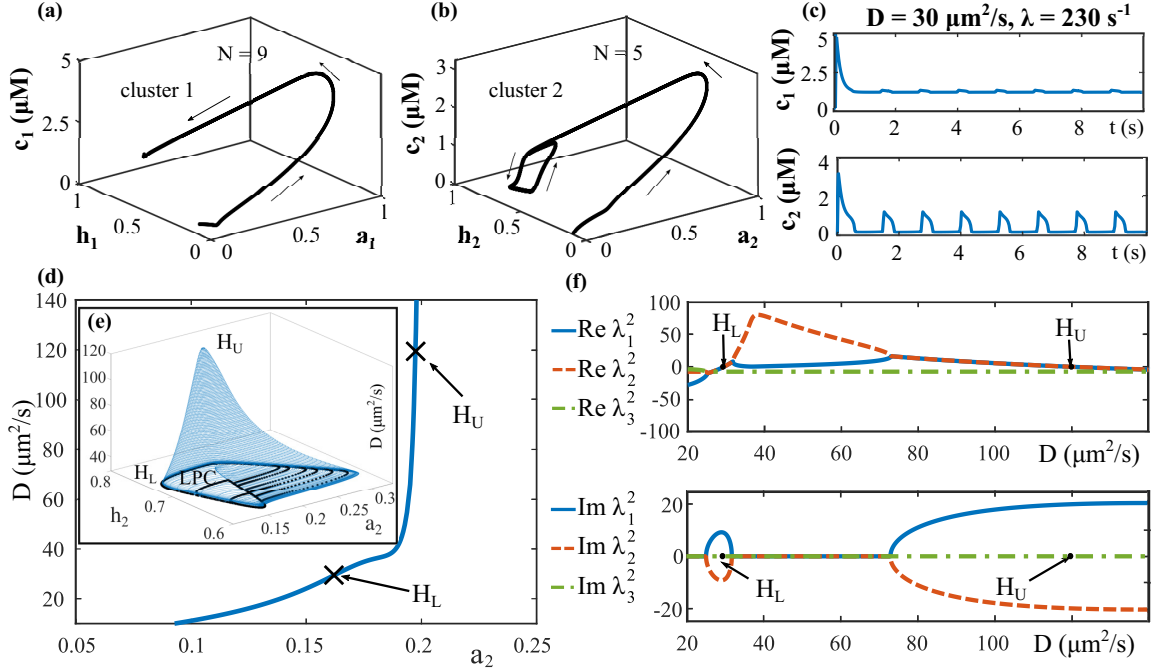 (a)
N = 9
cluster 1
c₁ (μM)
5
2.5
0
1
0.5
0
h₁
0
0.5
1
a₁
(b)
N = 5
cluster 2
c₂ (μM)
3
2
1
0
1
0.5
0
h₂
0
0.5
1
a₂
(c)
D = 30 μm²/s, λ = 230 s⁻¹
c₁ (μM)
5
2.5
0
0 2 4 6 8 t (s)
c₂ (μM)
4
2
0
0 2 4 6 8 t (s)
(d)
D (μm²/s)
140
120
100
80
60
40
20
0.05 0.1 0.15 0.2 0.25
a₂
H_U
H_L
(e)
H_U
120
100
80
60
40
D (μm²/s)
H_L
LPC
0.8
0.7
0.6
h₂
0.15
0.2
0.25
0.3
a₂
(f)
Re λ₁²
Re λ₂²
Re λ₃²
100
50
0
-50
-100
H_L
H_U
20 40 60 80 100 D (μm²/s)
Im λ₁²
Im λ₂²
Im λ₃²
20
0
-20
H_L
H_U
20 40 60 80 100 D (μm²/s)